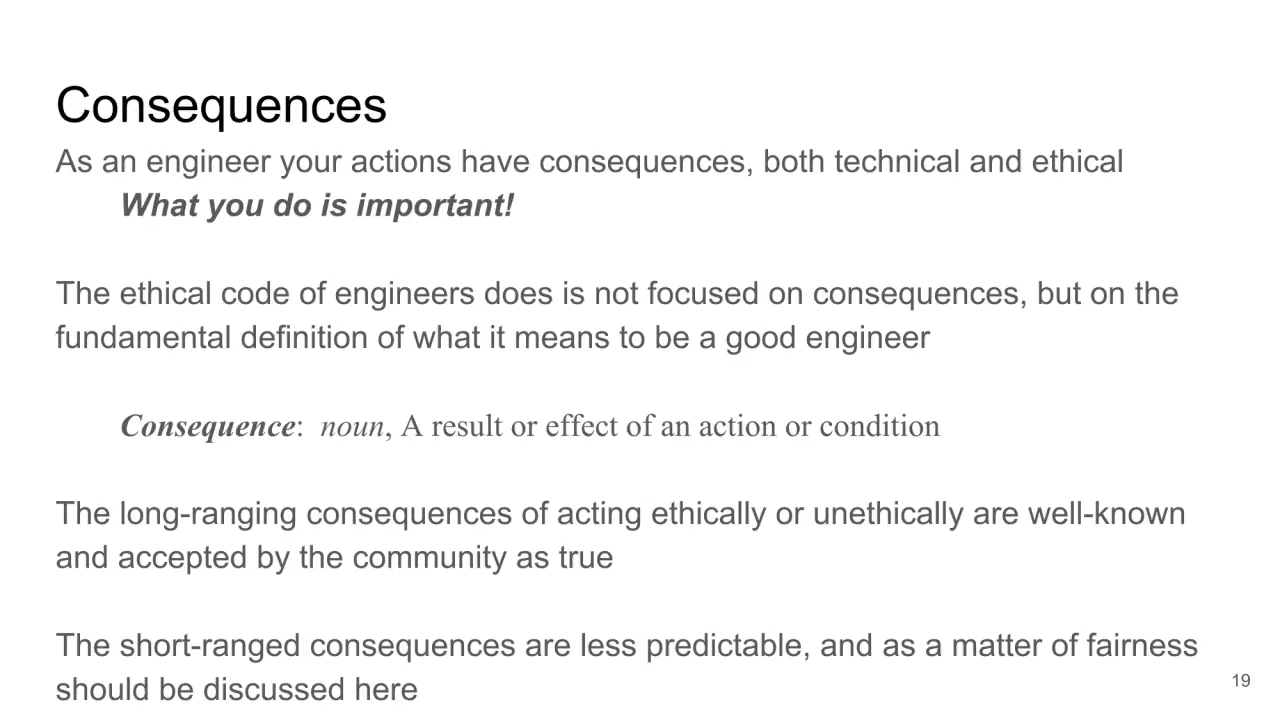 Consequences
As an engineer your actions have consequences, both technical and ethical
What you do is important!
The ethical code of engineers does is not focused on consequences, but on the
fundamental definition of what it means to be a good engineer
Consequence: noun, A result or effect of an action or condition
The long-ranging consequences of acting ethically or unethically are well-known
and accepted by the community as true
The short-ranged consequences are less predictable, and as a matter of fairness
should be discussed here
19